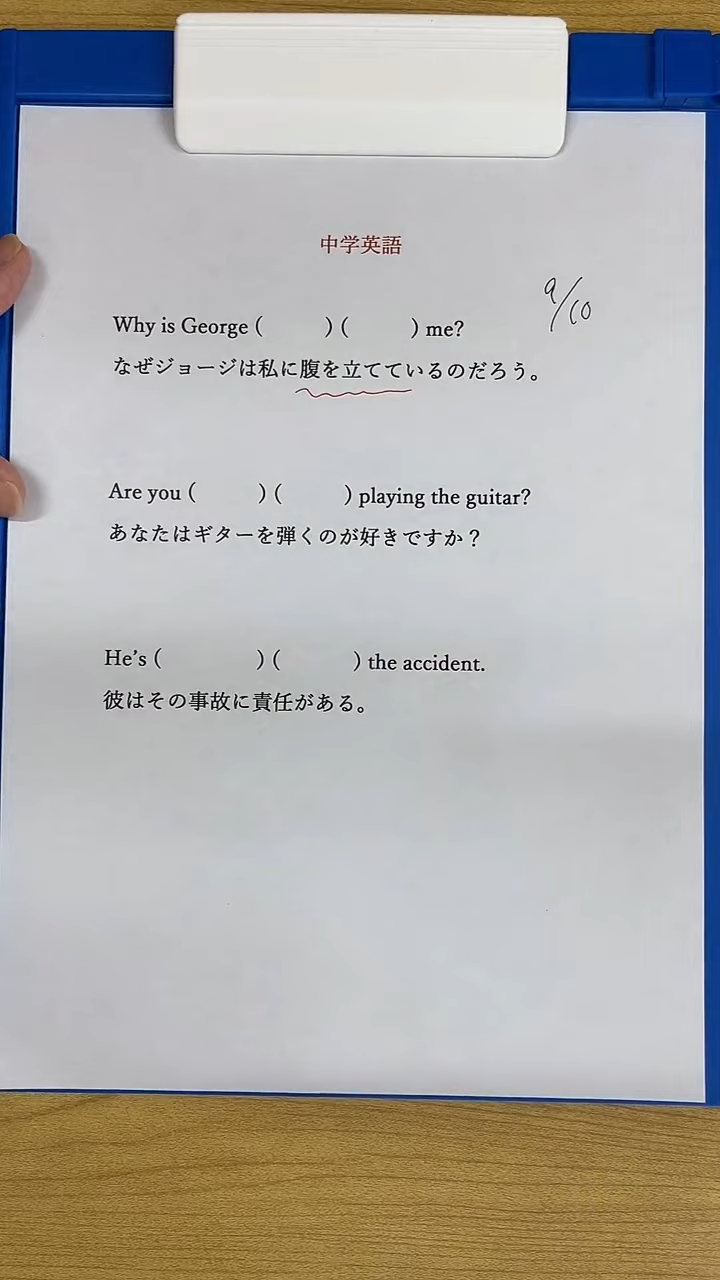 中学英語
9/10
Why is George (　　) (　　) me?
なぜジョージは私に腹を立てているのだろう。
Are you (　　) (　　) playing the guitar?
あなたはギターを弾くのが好きですか？
He's (　　) (　　) the accident.
彼はその事故に責任がある。